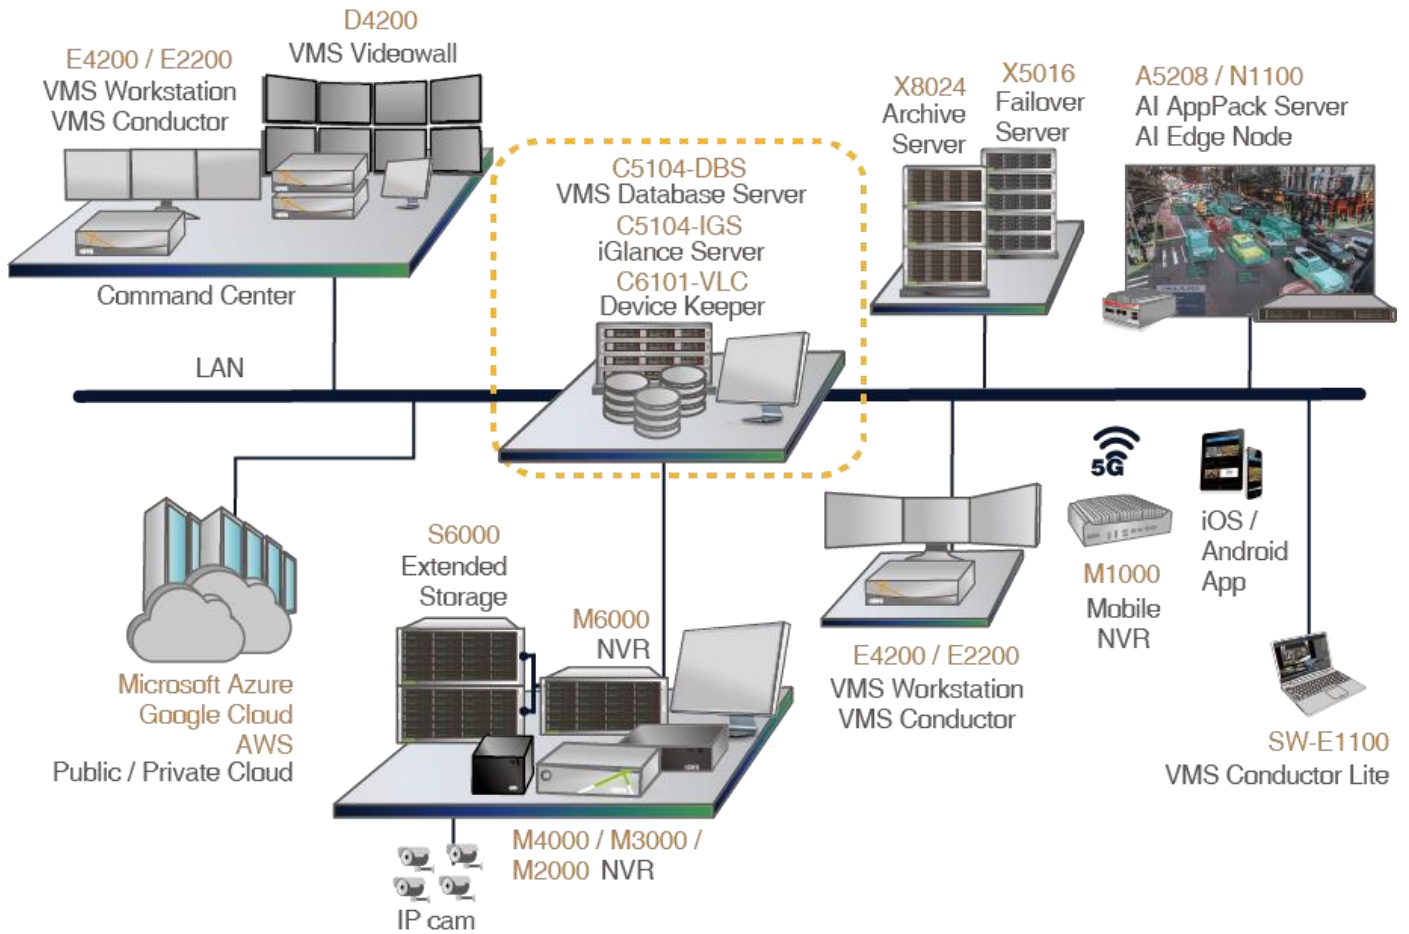 D4200
VMS Videowall
E4200 / E2200
VMS Workstation
VMS Conductor
Command Center
C5104-DBS
VMS Database Server
C5104-IGS
iGlance Server
C6101-VLC
Device Keeper
X8024
Archive
Server
X5016
Failover
Server
A5208 / N1100
AI AppPack Server
AI Edge Node
LAN
Microsoft Azure
Google Cloud
AWS
Public / Private Cloud
S6000
Extended
Storage
M6000
NVR
M4000 / M3000 /
M2000 NVR
IP cam
E4200 / E2200
VMS Workstation
VMS Conductor
5G
M1000
Mobile
NVR
iOS /
Android
App
SW-E1100
VMS Conductor Lite